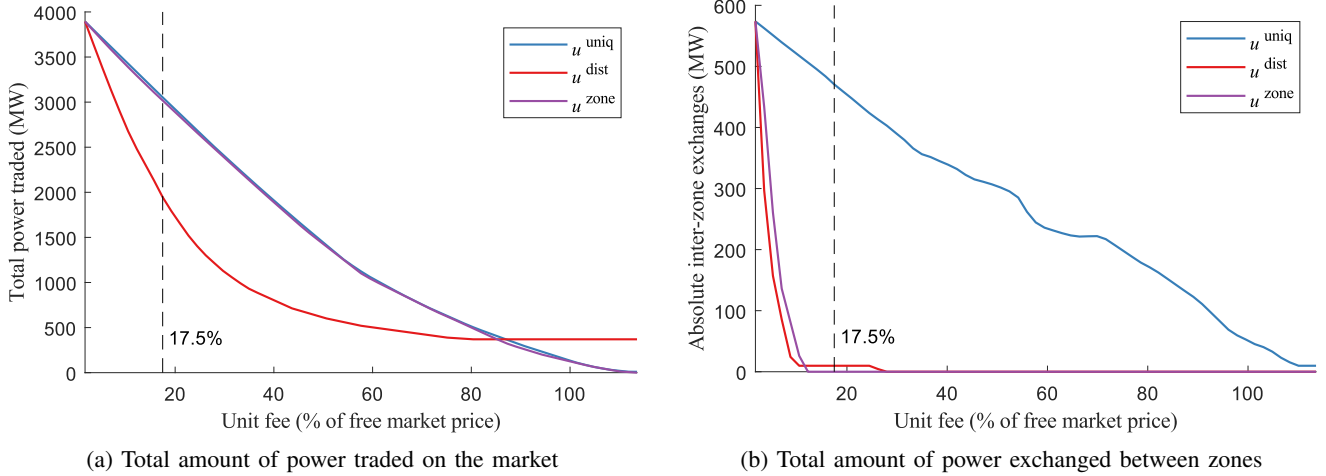 4000
3500
3000
2500
2000
1500
1000
500
0
Total power traded (MW)
u uniq
u dist
u zone
17.5%
20 40 60 80 100
Unit fee (% of free market price)
(a) Total amount of power traded on the market
600
500
400
300
200
100
0
Absolute inter-zone exchanges (MW)
u uniq
u dist
u zone
17.5%
20 40 60 80 100
Unit fee (% of free market price)
(b) Total amount of power exchanged between zones